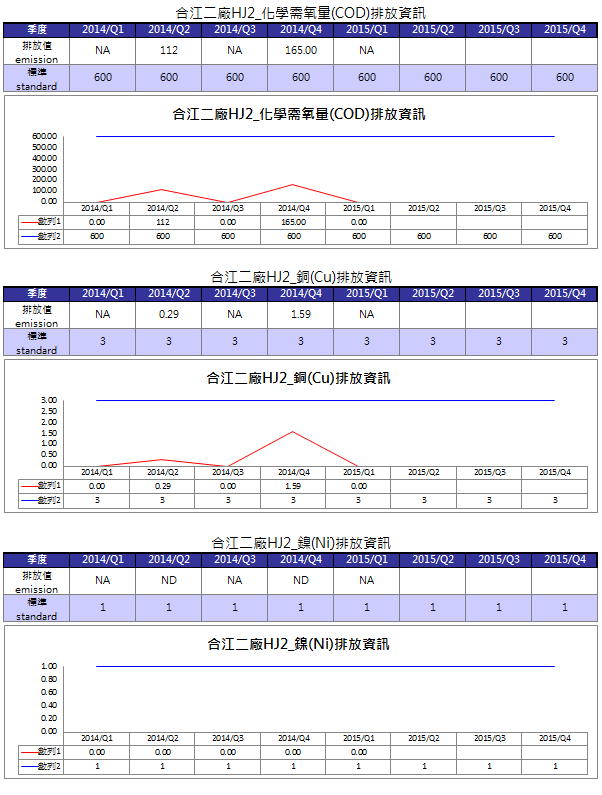 合江二廠HJ2_化學需氧量(COD)排放資訊
季度 2014/Q1 2014/Q2 2014/Q3 2014/Q4 2015/Q1 2015/Q2 2015/Q3 2015/Q4
排放值 emission NA 112 NA 165.00 NA
標準 standard 600 600 600 600 600 600 600 600
合江二廠HJ2_化學需氧量(COD)排放資訊
600.00
500.00
400.00
300.00
200.00
100.00
0.00
2014/Q1 2014/Q2 2014/Q3 2014/Q4 2015/Q1 2015/Q2 2015/Q3 2015/Q4
數列1 0.00 112 0.00 165.00 0.00
數列2 600 600 600 600 600 600 600 600
合江二廠HJ2_銅(Cu)排放資訊
季度 2014/Q1 2014/Q2 2014/Q3 2014/Q4 2015/Q1 2015/Q2 2015/Q3 2015/Q4
排放值 emission NA 0.29 NA 1.59 NA
標準 standard 3 3 3 3 3 3 3 3
合江二廠HJ2_銅(Cu)排放資訊
3.00
2.50
2.00
1.50
1.00
0.50
0.00
2014/Q1 2014/Q2 2014/Q3 2014/Q4 2015/Q1 2015/Q2 2015/Q3 2015/Q4
數列1 0.00 0.29 0.00 1.59 0.00
數列2 3 3 3 3 3 3 3 3
合江二廠HJ2_鎳(Ni)排放資訊
季度 2014/Q1 2014/Q2 2014/Q3 2014/Q4 2015/Q1 2015/Q2 2015/Q3 2015/Q4
排放值 emission NA ND NA ND NA
標準 standard 1 1 1 1 1 1 1 1
合江二廠HJ2_鎳(Ni)排放資訊
1.00
0.80
0.60
0.40
0.20
0.00
2014/Q1 2014/Q2 2014/Q3 2014/Q4 2015/Q1 2015/Q2 2015/Q3 2015/Q4
數列1 0.00 0.00 0.00 0.00 0.00
數列2 1 1 1 1 1 1 1 1